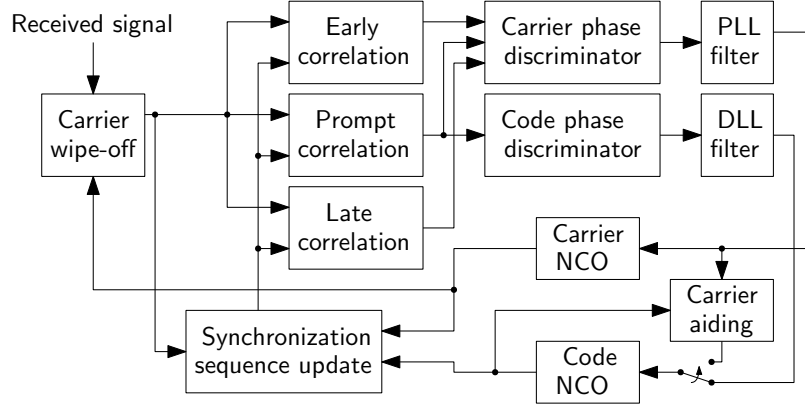 Received signal
Carrier
wipe-off
Early
correlation
Prompt
correlation
Late
correlation
Carrier phase
discriminator
Code phase
discriminator
PLL
filter
DLL
filter
Carrier
NCO
Carrier
aiding
Synchronization
sequence update
Code
NCO